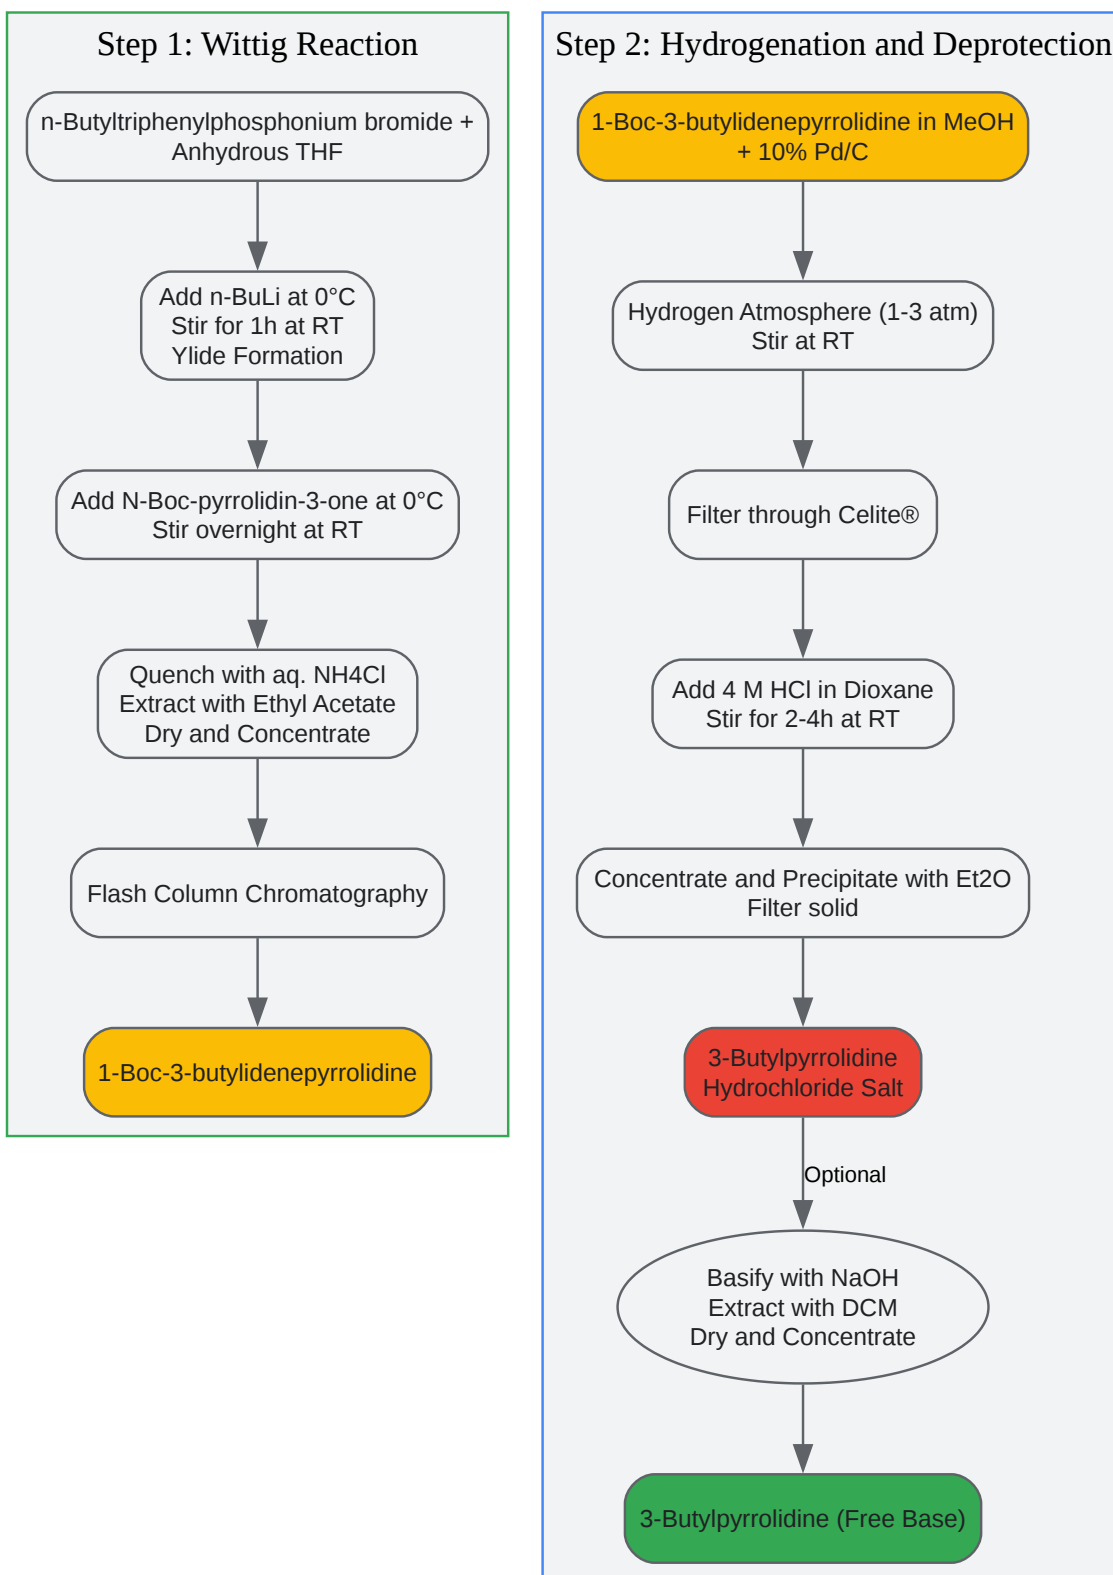 Step 1: Wittig Reaction
n-Butyltriphenylphosphonium bromide +
Anhydrous THF
Add n-BuLi at 0°C
Stir for 1h at RT
Ylide Formation
Add N-Boc-pyrrolidin-3-one at 0°C
Stir overnight at RT
Quench with aq. NH4Cl
Extract with Ethyl Acetate
Dry and Concentrate
Flash Column Chromatography
1-Boc-3-butylidenepyrrolidine
Step 2: Hydrogenation and Deprotection
1-Boc-3-butylidenepyrrolidine in MeOH
+ 10% Pd/C
Hydrogen Atmosphere (1-3 atm)
Stir at RT
Filter through Celite®
Add 4 M HCl in Dioxane
Stir for 2-4h at RT
Concentrate and Precipitate with Et2O
Filter solid
3-Butylpyrrolidine
Hydrochloride Salt
Optional
Basify with NaOH
Extract with DCM
Dry and Concentrate
3-Butylpyrrolidine (Free Base)